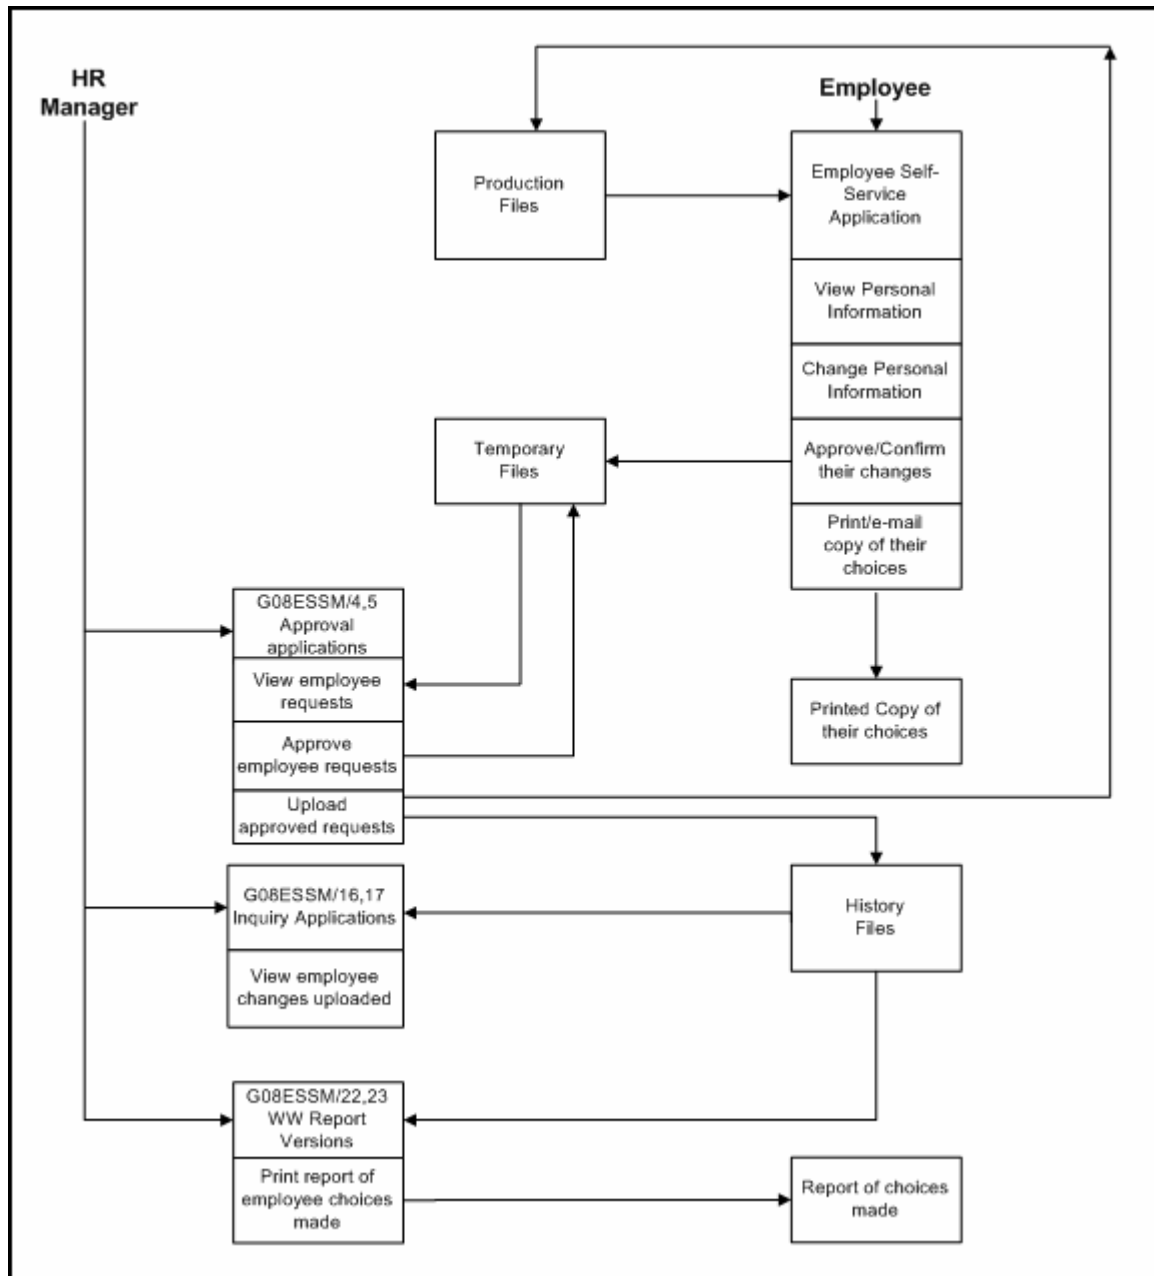 HR
Manager
Employee
Production
Files
Employee Self-
Service
Application
View Personal
Information
Change Personal
Information
Temporary
Files
Approve/Confirm
their changes
Print/e-mail
copy of their
choices
G08ESSM/4,5
Approval
applications
View employee
requests
Printed Copy of
their choices
Approve
employee requests
Upload
approved requests
G08ESSM/16,17
Inquiry Applications
History
Files
View employee
changes uploaded
G08ESSM/22,23
WW Report
Versions
Print report of
employee choices
made
Report of choices
made